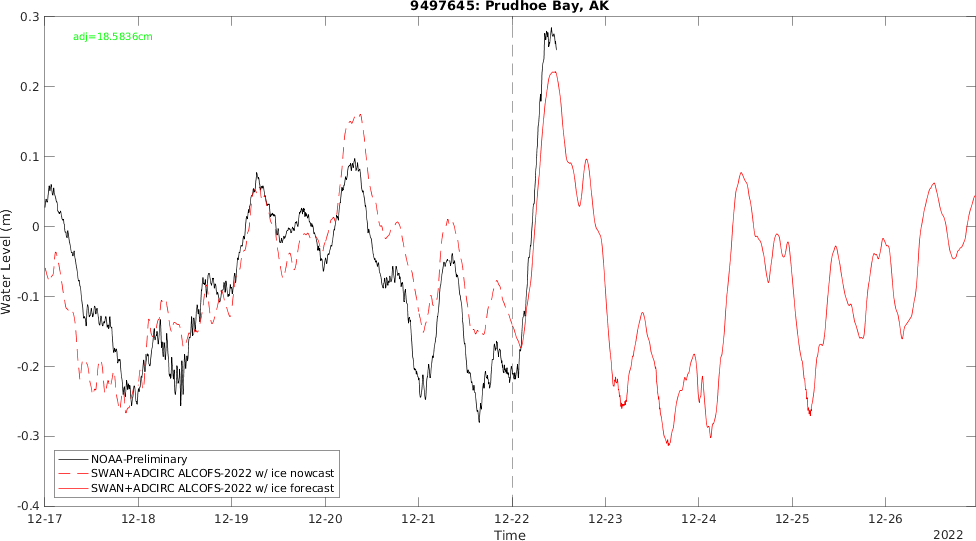 9497645: Prudhoe Bay, AK
adj=18.5836cm
0.3
0.2
0.1
0
-0.1
-0.2
-0.3
-0.4
Water Level (m)
NOAA-Preliminary
SWAN+ADCIRC ALCOFS-2022 w/ ice nowcast
SWAN+ADCIRC ALCOFS-2022 w/ ice forecast
12-17 12-18 12-19 12-20 12-21 12-22 12-23 12-24 12-25 12-26
Time
2022